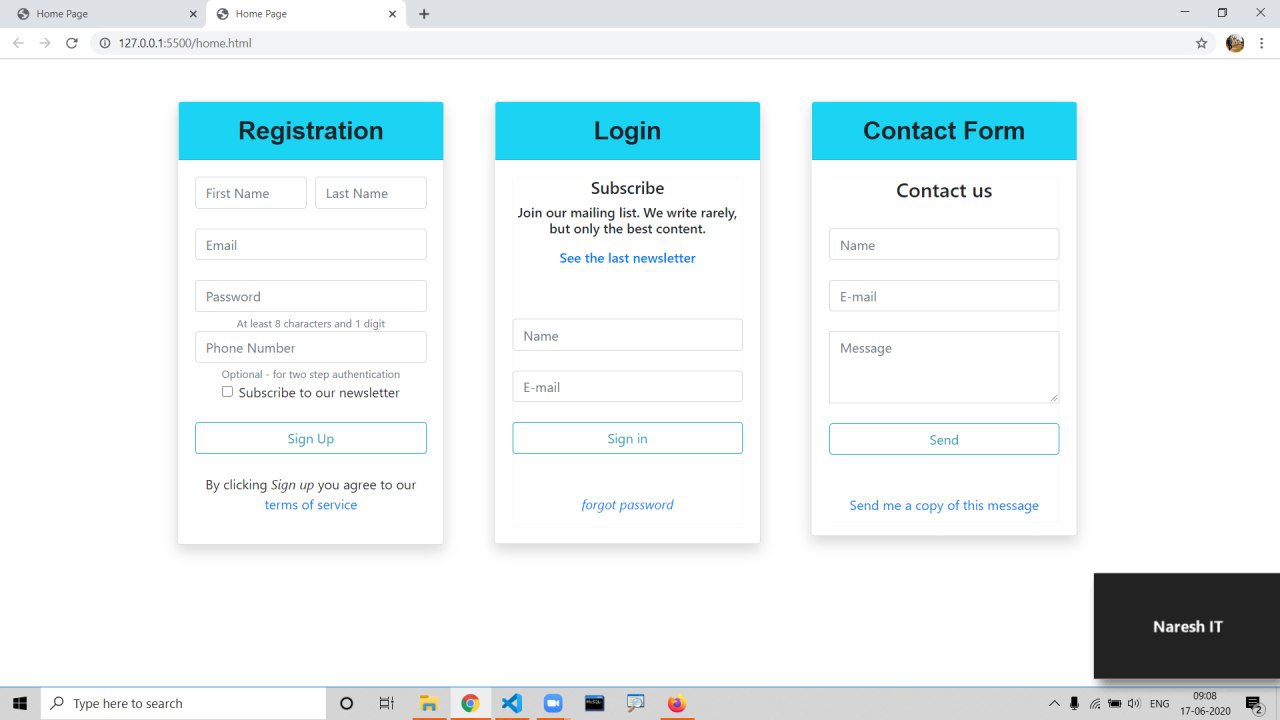 Home Page
Home Page
127.0.0.1:5500/home.html
Registration
First Name
Last Name
Email
Password
At least 8 characters and 1 digit
Phone Number
Optional - for two step authentication
Subscribe to our newsletter
Sign Up
By clicking Sign up you agree to our
terms of service
Login
Subscribe
Join our mailing list. We write rarely,
but only the best content.
See the last newsletter
Name
E-mail
Sign in
forgot password
Contact Form
Contact us
Name
E-mail
Message
Send
Send me a copy of this message
Naresh IT
Type here to search
ENG
09:08
17-06-2020
2